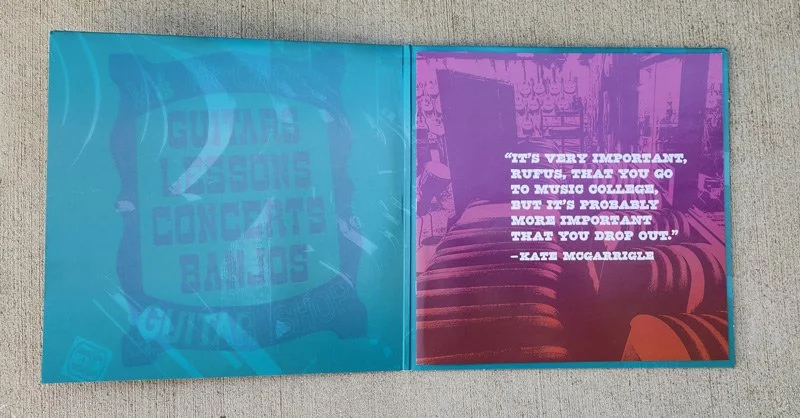 GUITARS
LESSONS
CONCERTS
BANJOS
GUITAR SHOP
“IT'S VERY IMPORTANT,
RUFUS, THAT YOU GO
TO MUSIC COLLEGE,
BUT IT'S PROBABLY
MORE IMPORTANT
THAT YOU DROP OUT.”
–KATE MCGARRIGLE